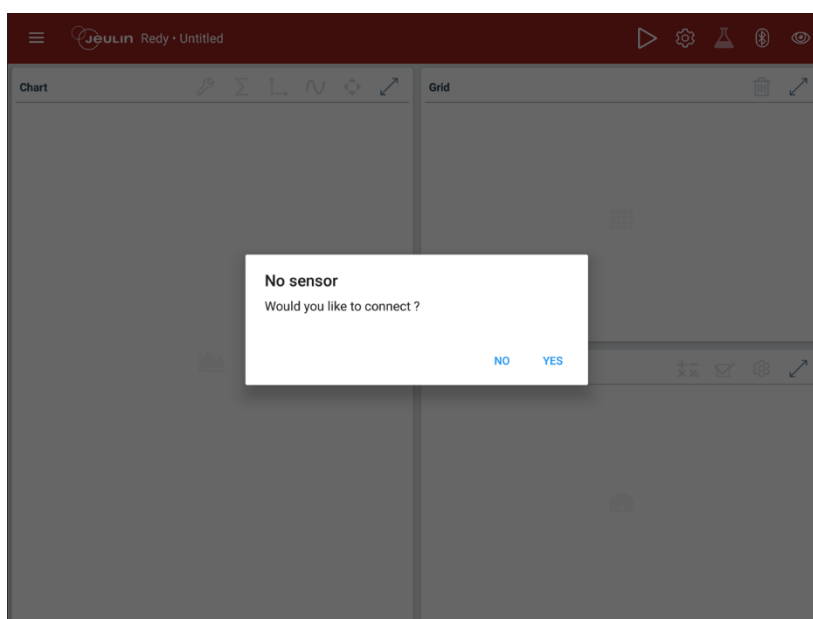 Jeulin Redy • Untitled
Chart
Grid
No sensor
Would you like to connect ?
NO YES